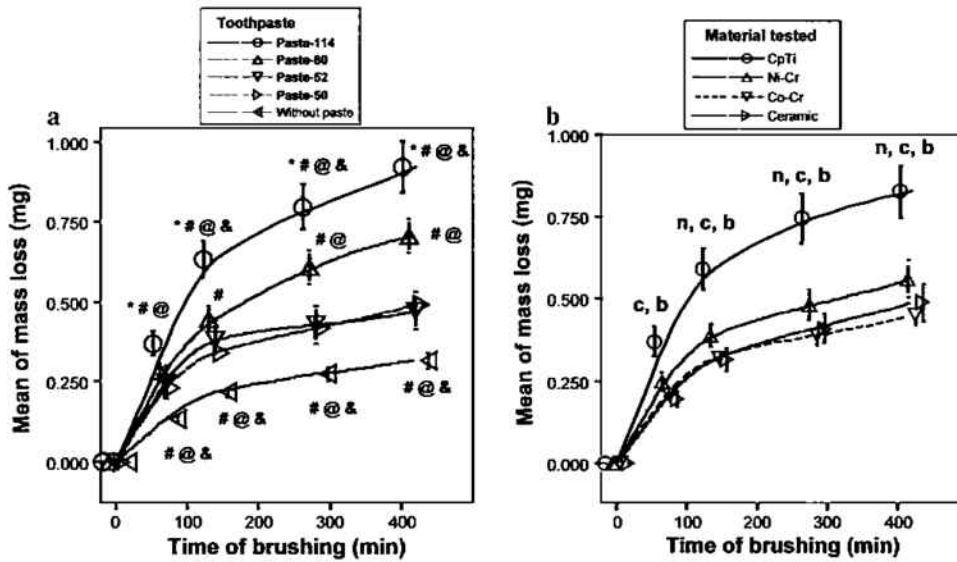 Toothpaste
Paste-114
Paste-80
Paste-52
Paste-50
Without paste
a
Mean of mass loss (mg)
1.000
0.750
0.500
0.250
0.000
* # @ &
* # @ &
* # @ &
# @
# @
#
* # @
# @ &
# @ &
# @ &
# @ &
0
100
200
300
400
Time of brushing (min)
Material tested
CpTi
Ni-Cr
Co-Cr
Ceramic
b
Mean of mass loss (mg)
1.000
0.750
0.500
0.250
0.000
n, c, b
n, c, b
n, c, b
c, b
0
100
200
300
400
Time of brushing (min)